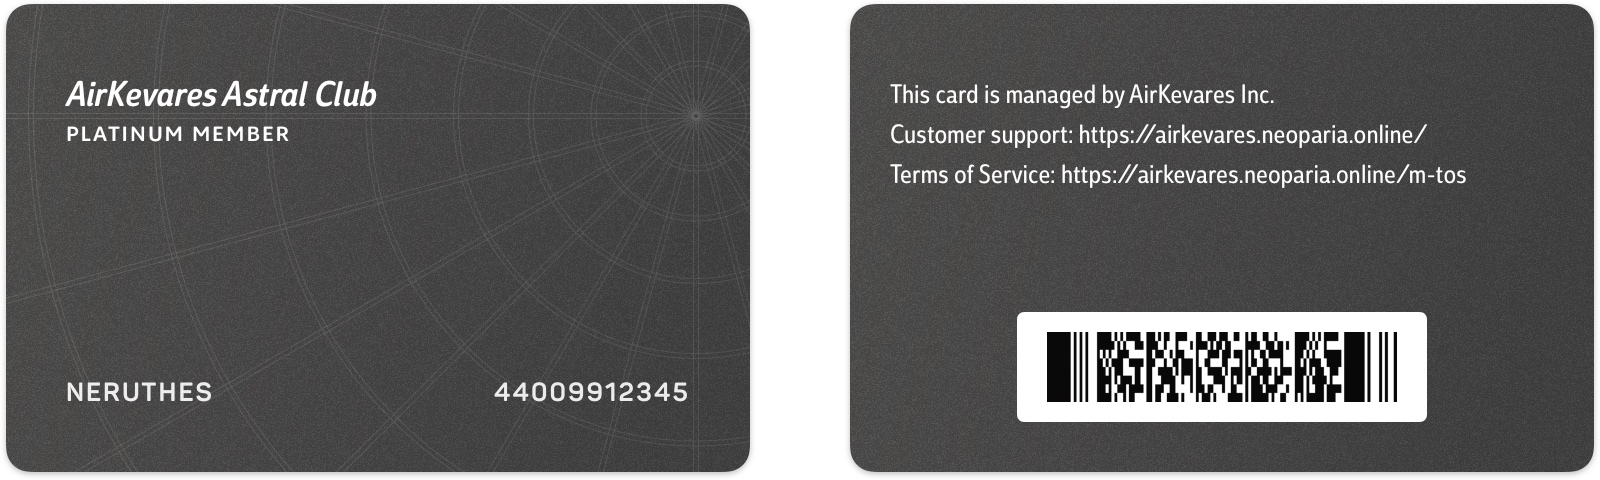 AirKevares Astral Club
PLATINUM MEMBER
NERUTHES
44009912345
This card is managed by AirKevares Inc.
Customer support: https://airkevares.neoparia.online/
Terms of Service: https://airkevares.neoparia.online/m-tos